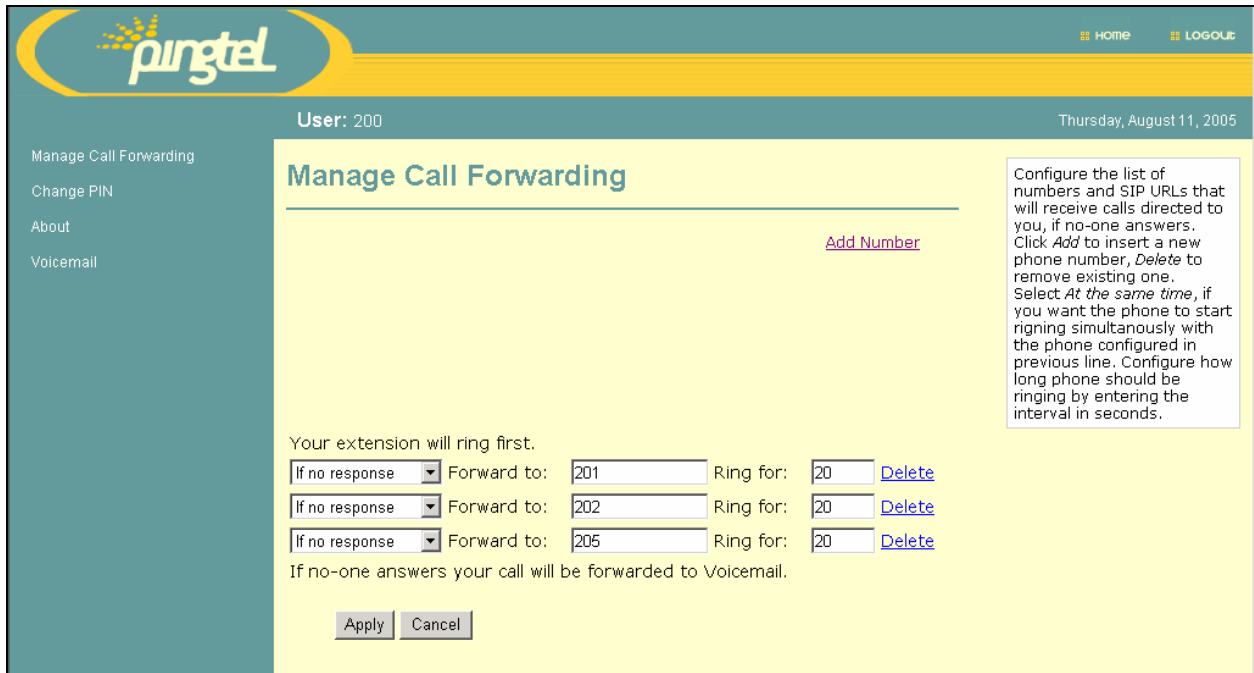 pingtel
HOME LOGOUT
User: 200
Thursday, August 11, 2005
Manage Call Forwarding
Change PIN
About
Voicemail
Manage Call Forwarding
Add Number
Configure the list of
numbers and SIP URLs that
will receive calls directed to
you, if no-one answers.
Click Add to insert a new
phone number, Delete to
remove existing one.
Select At the same time, if
you want the phone to start
rigning simultanously with
the phone configured in
previous line. Configure how
long phone should be
ringing by entering the
interval in seconds.
Your extension will ring first.
If no response Forward to: 201 Ring for: 20 Delete
If no response Forward to: 202 Ring for: 20 Delete
If no response Forward to: 205 Ring for: 20 Delete
If no-one answers your call will be forwarded to Voicemail.
Apply Cancel